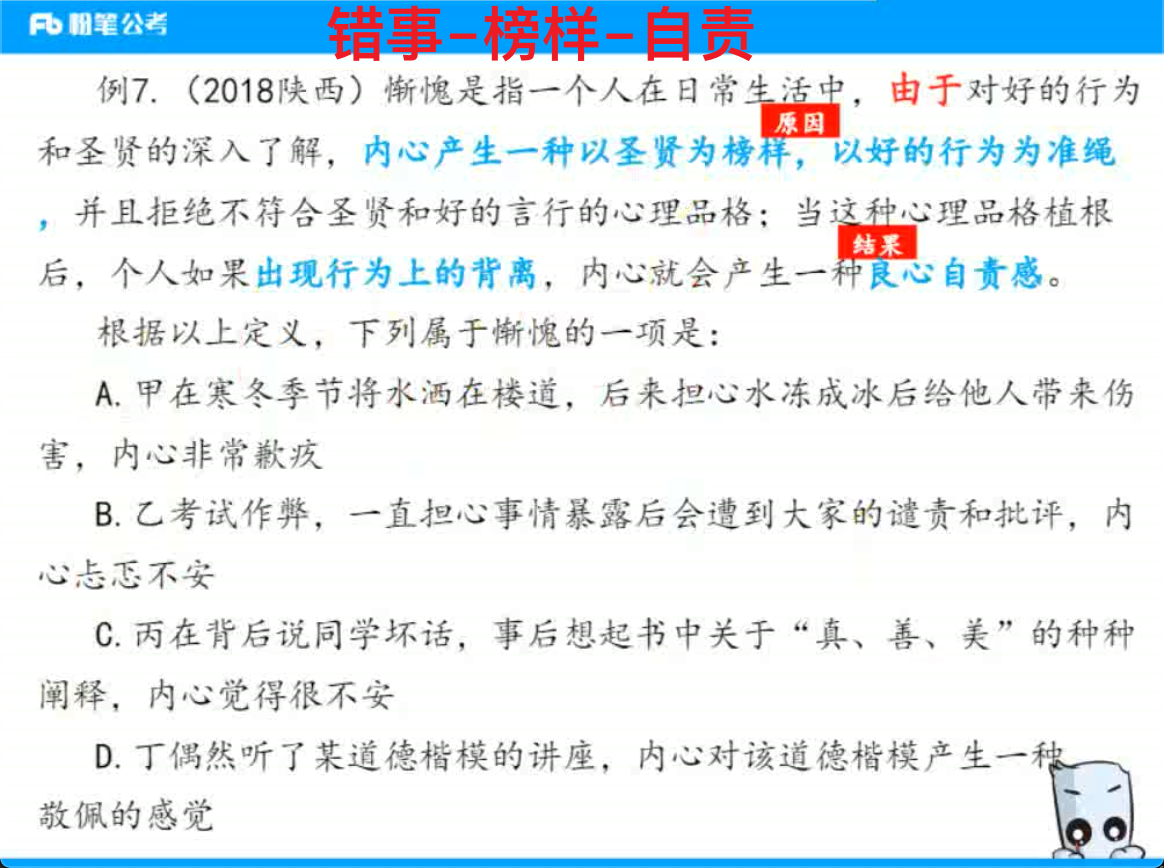 粉笔公考
错事-榜样-自责
例7.（2018陕西）惭愧是指一个人在日常生活中，由于对好的行为
原因
和圣贤的深入了解，内心产生一种以圣贤为榜样，以好的行为为准绳
，并且拒绝不符合圣贤和好的言行的心理品格；当这种心理品格植根
结果
后，个人如果出现行为上的背离，内心就会产生一种良心自责感。
根据以上定义，下列属于惭愧的一项是：
A.甲在寒冬季节将水洒在楼道，后来担心水冻成冰后给他人带来伤
害，内心非常歉疚
B.乙考试作弊，一直担心事情暴露后会遭到大家的谴责和批评，内
心忐忑不安
C.丙在背后说同学坏话，事后想起书中关于“真、善、美”的种种
阐释，内心觉得很不安
D.丁偶然听了某道德楷模的讲座，内心对该道德楷模产生一种
敬佩的感觉